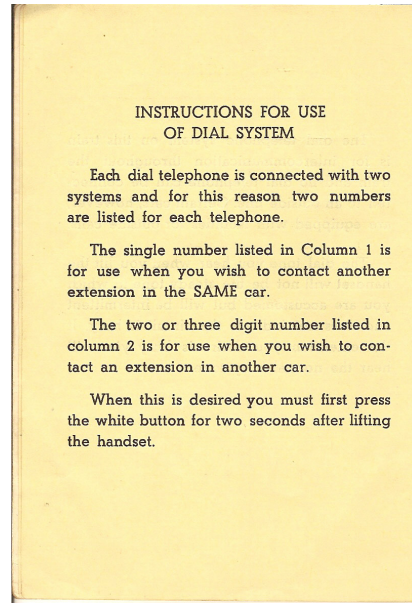 INSTRUCTIONS FOR USE
OF DIAL SYSTEM
Each dial telephone is connected with two
systems and for this reason two numbers
are listed for each telephone.
The single number listed in Column 1 is
for use when you wish to contact another
extension in the SAME car.
The two or three digit number listed in
column 2 is for use when you wish to con-
tact an extension in another car.
When this is desired you must first press
the white button for two seconds after lifting
the handset.